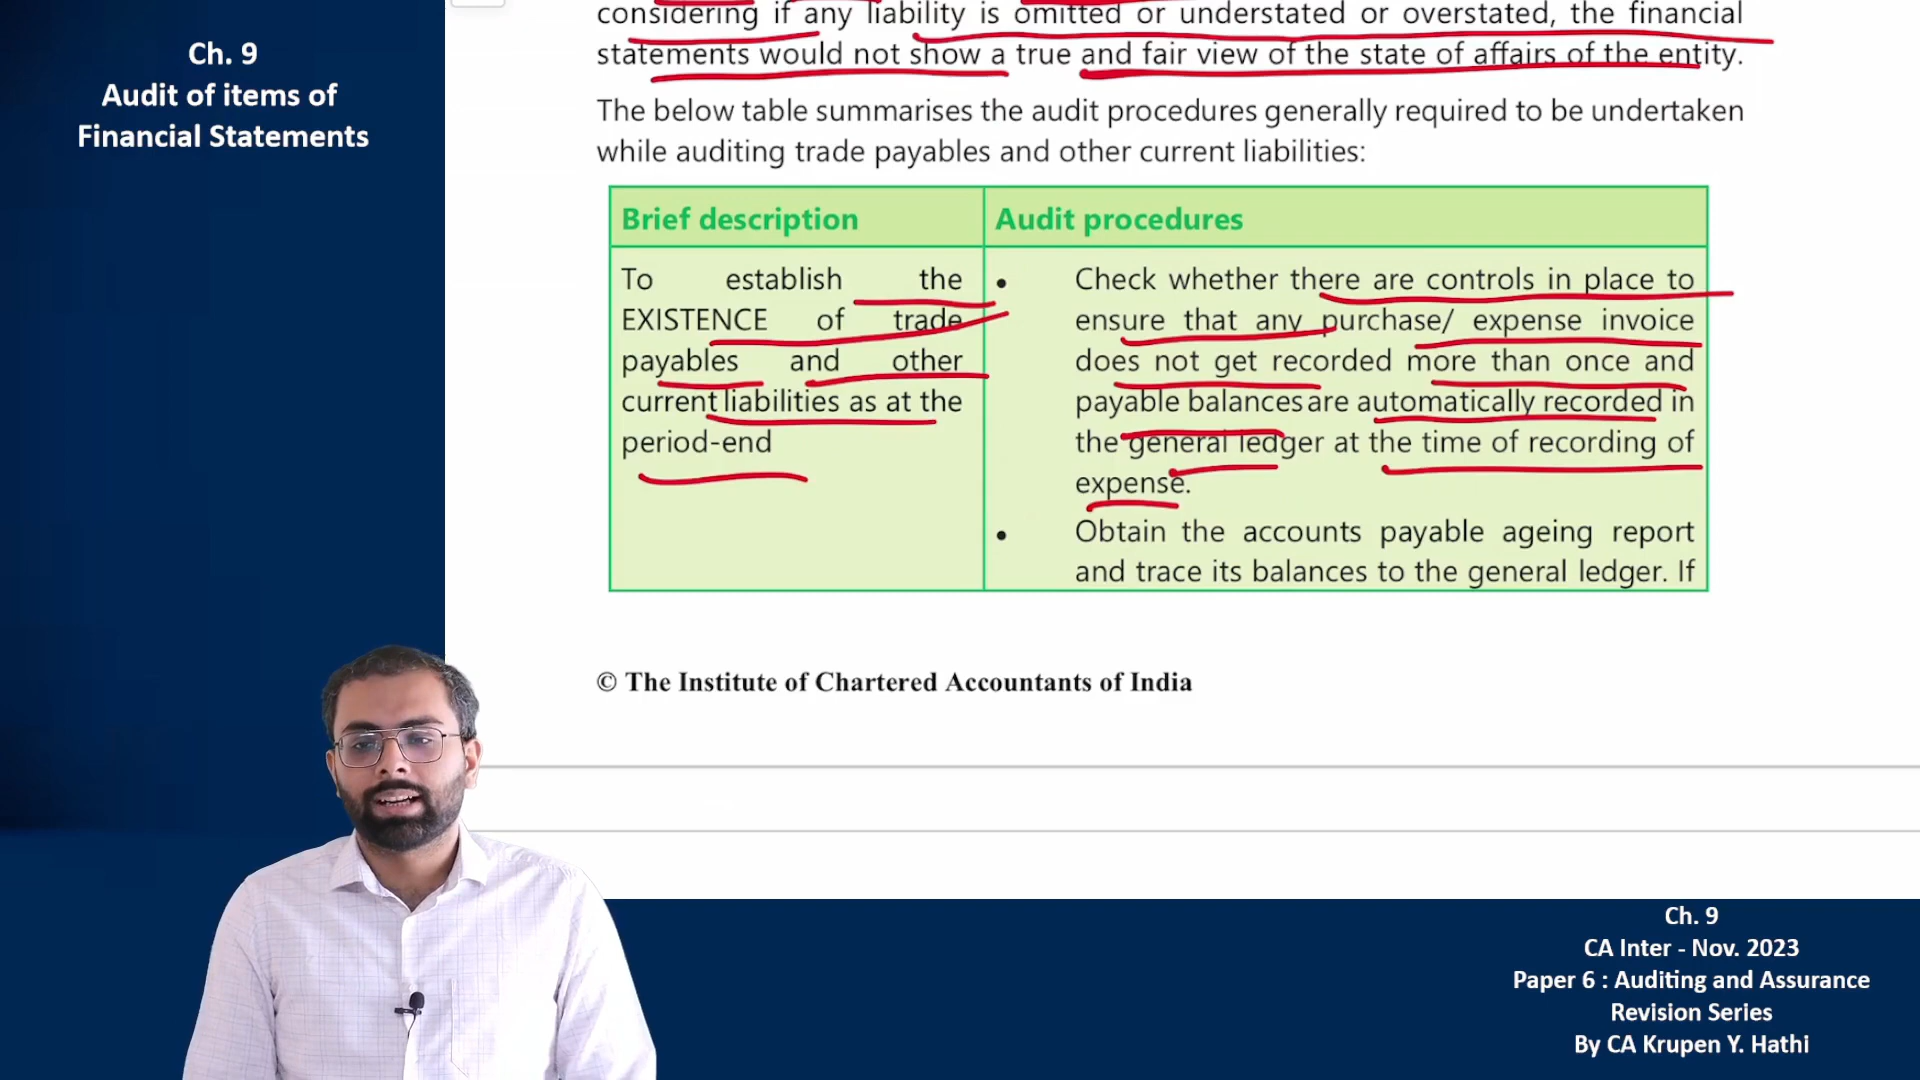 Ch. 9
Audit of items of
Financial Statements
considering if any liability is omitted or understated or overstated, the financial
statements would not show a true and fair view of the state of affairs of the entity.
The below table summarises the audit procedures generally required to be undertaken
while auditing trade payables and other current liabilities:
Brief description
Audit procedures
To establish the
EXISTENCE of trade
payables and other
current liabilities as at the
period-end
• Check whether there are controls in place to
ensure that any purchase/ expense invoice
does not get recorded more than once and
payable balances are automatically recorded in
the general ledger at the time of recording of
expense.
• Obtain the accounts payable ageing report
and trace its balances to the general ledger. If
© The Institute of Chartered Accountants of India
Ch. 9
CA Inter - Nov. 2023
Paper 6 : Auditing and Assurance
Revision Series
By CA Krupen Y. Hathi